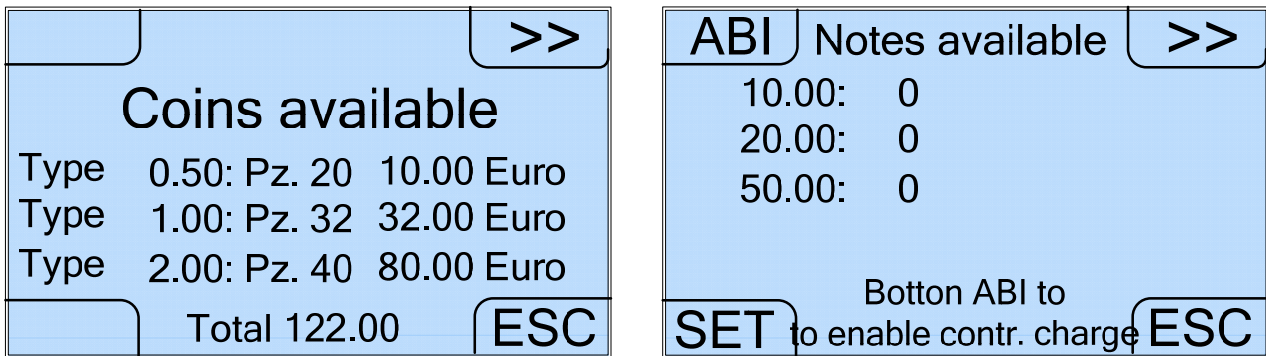 >>
Coins available
Type 0.50: Pz. 20 10.00 Euro
Type 1.00: Pz. 32 32.00 Euro
Type 2.00: Pz. 40 80.00 Euro
Total 122.00 ESC
ABI Notes available >>
10.00: 0
20.00: 0
50.00: 0
Botton ABI to
SET to enable contr. charge ESC